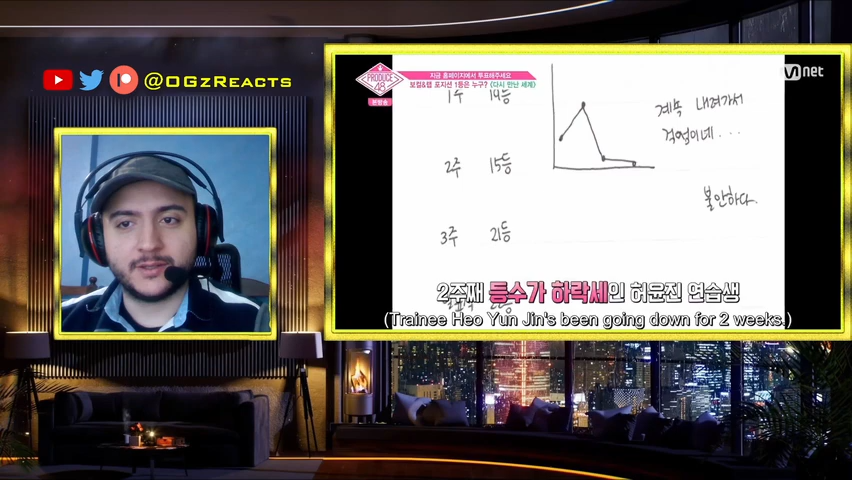 @OGzReacts
PRODUCE 48
본방송
지금 홈페이지에서 투표해주세요
보컬&랩 포지션 1등은 누구? 《다시 만난 세계》
Mnet
1주 14등
2주 15등
3주 21등
계속 내려가서
걱정이네...
불안하다.
2주째 등수가 하락세인 허윤진 연습생
(Trainee Heo Yun Jin's been going down for 2 weeks.)